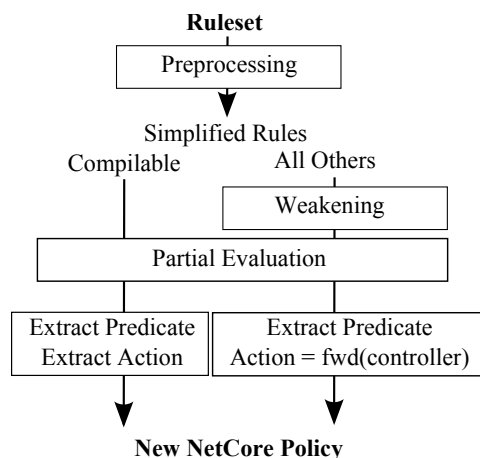 Ruleset
Preprocessing
Simplified Rules
Compilable
All Others
Weakening
Partial Evaluation
Extract Predicate
Extract Action
Extract Predicate
Action = fwd(controller)
New NetCore Policy